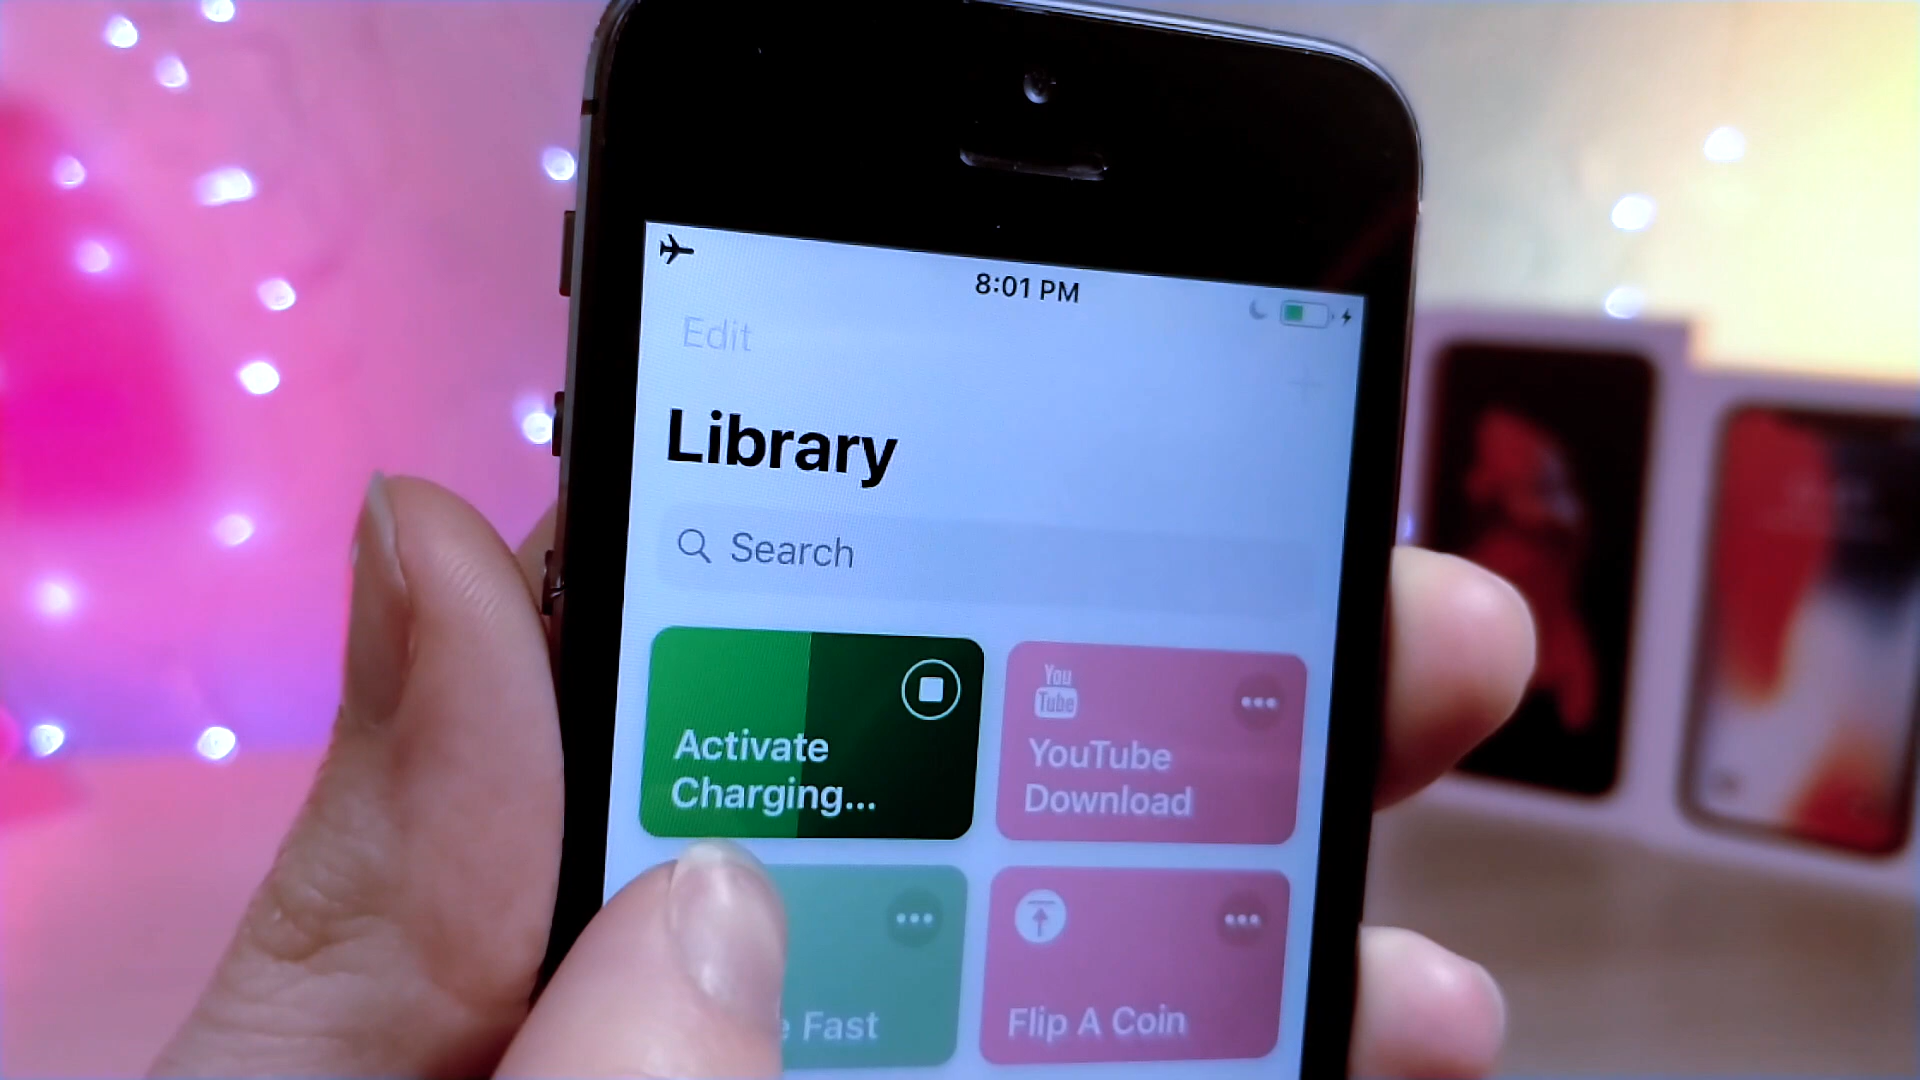 8:01 PM
Edit
Library
Search
Activate
Charging...
You
Tube
YouTube
Download
Fast
Flip A Coin